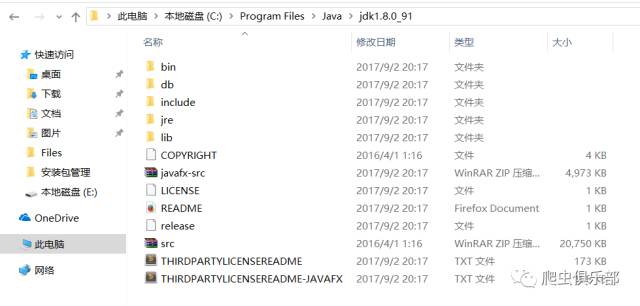 此电脑 > 本地磁盘 (C:) > Program Files > Java > jdk1.8.0_91
名称 修改日期 类型 大小
快速访问
桌面
下载
文档
图片
Files
安装包管理
本地磁盘 (E:)
OneDrive
此电脑
网络
bin 2017/9/2 20:17 文件夹
db 2017/9/2 20:17 文件夹
include 2017/9/2 20:17 文件夹
jre 2017/9/2 20:17 文件夹
lib 2017/9/2 20:17 文件夹
COPYRIGHT 2016/4/1 1:16 文件 4 KB
javafx-src 2017/9/2 20:17 WinRAR ZIP 压缩... 4,973 KB
LICENSE 2017/9/2 20:17 文件 1 KB
README 2017/9/2 20:17 Firefox Document 1 KB
release 2017/9/2 20:17 文件 1 KB
src 2016/4/1 1:16 WinRAR ZIP 压缩... 20,750 KB
THIRDPARTYLICENSEREADME 2017/9/2 20:17 TXT 文件 173 KB
THIRDPARTYLICENSEREADME-JAVAFX 2017/9/2 20:17 TXT 文件
爬虫俱乐部